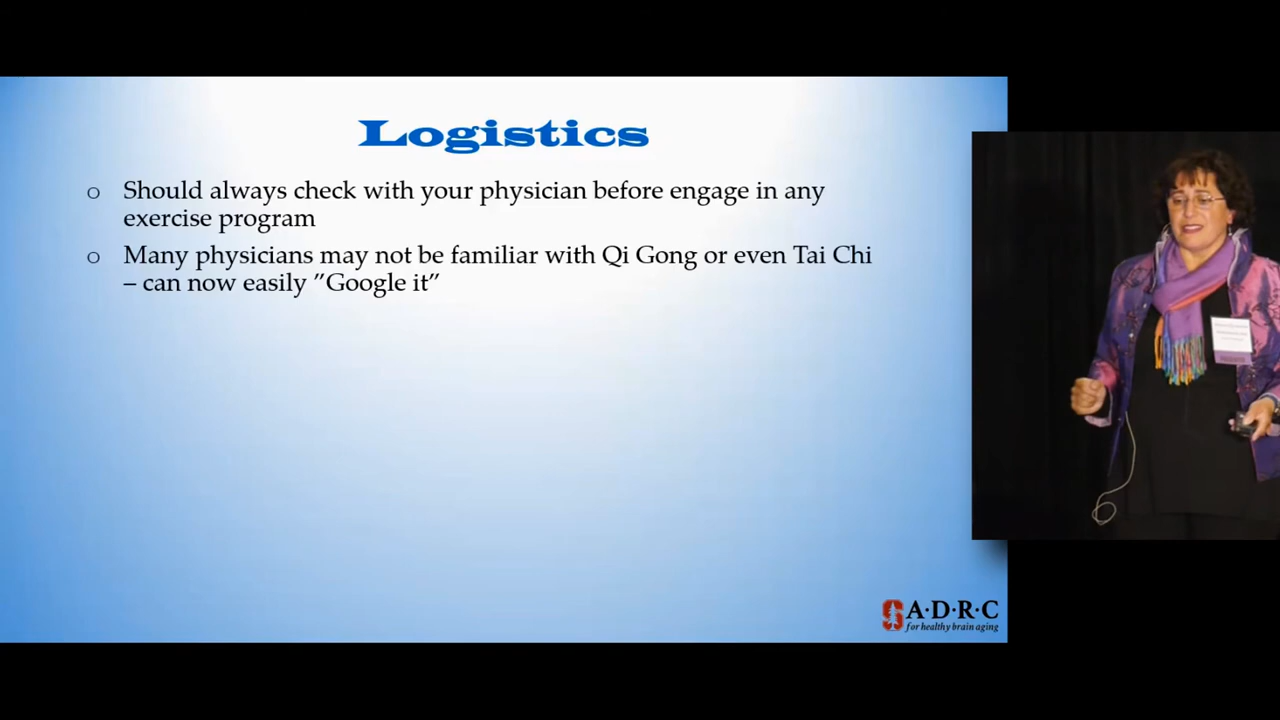 Logistics
o Should always check with your physician before engage in any
exercise program
o Many physicians may not be familiar with Qi Gong or even Tai Chi
– can now easily ”Google it”
S A·D·R·C
for healthy brain aging